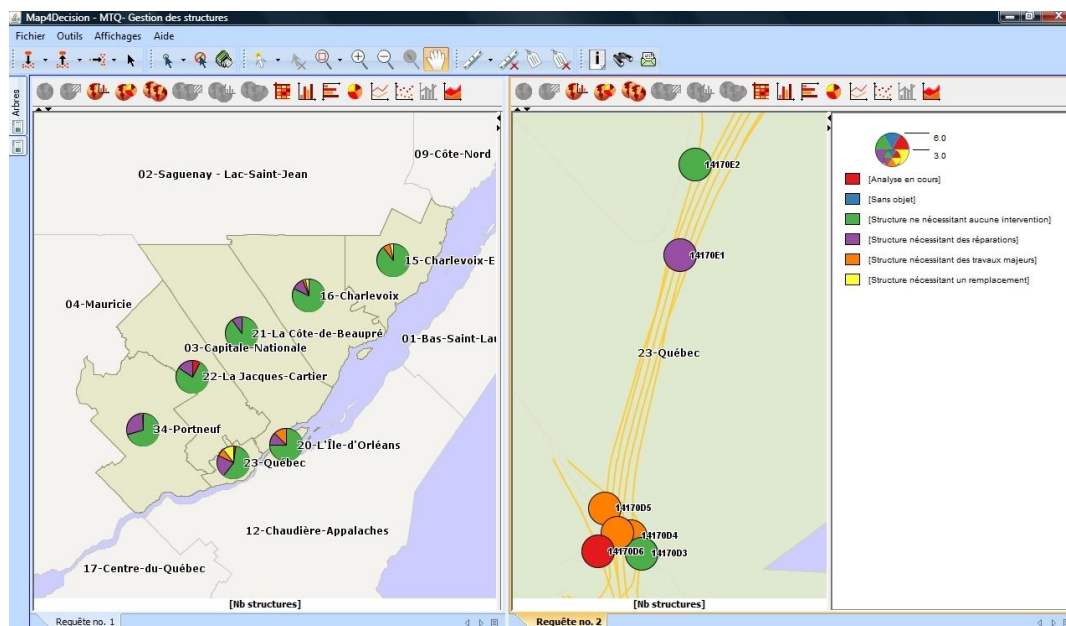 Map4Decision - MTQ- Gestion des structures
Fichier Outils Affichages Aide
Arbres
09-Côte-Nord
02-Saguenay - Lac-Saint-Jean
15-Charlevoix-E
16-Charlevoix
04-Mauricie
21-La Côte-de-Beaupré
01-Bas-Saint-Lau
03-Capitale-Nationale
22-La Jacques-Cartier
34-Portneuf
20-L'Île-d'Orléans
23-Québec
12-Chaudière-Appalaches
17-Centre-du-Québec
[Nb structures]
Requête no. 1
14170E2
14170E1
23-Québec
14170D5
14170D4
14170D6
14170D3
[Nb structures]
Requête no. 2
6.0
3.0
[Analyse en cours]
[Sans objet]
[Structure ne nécessitant aucune intervention]
[Structure nécessitant des réparations]
[Structure nécessitant des travaux majeurs]
[Structure nécessitant un remplacement]